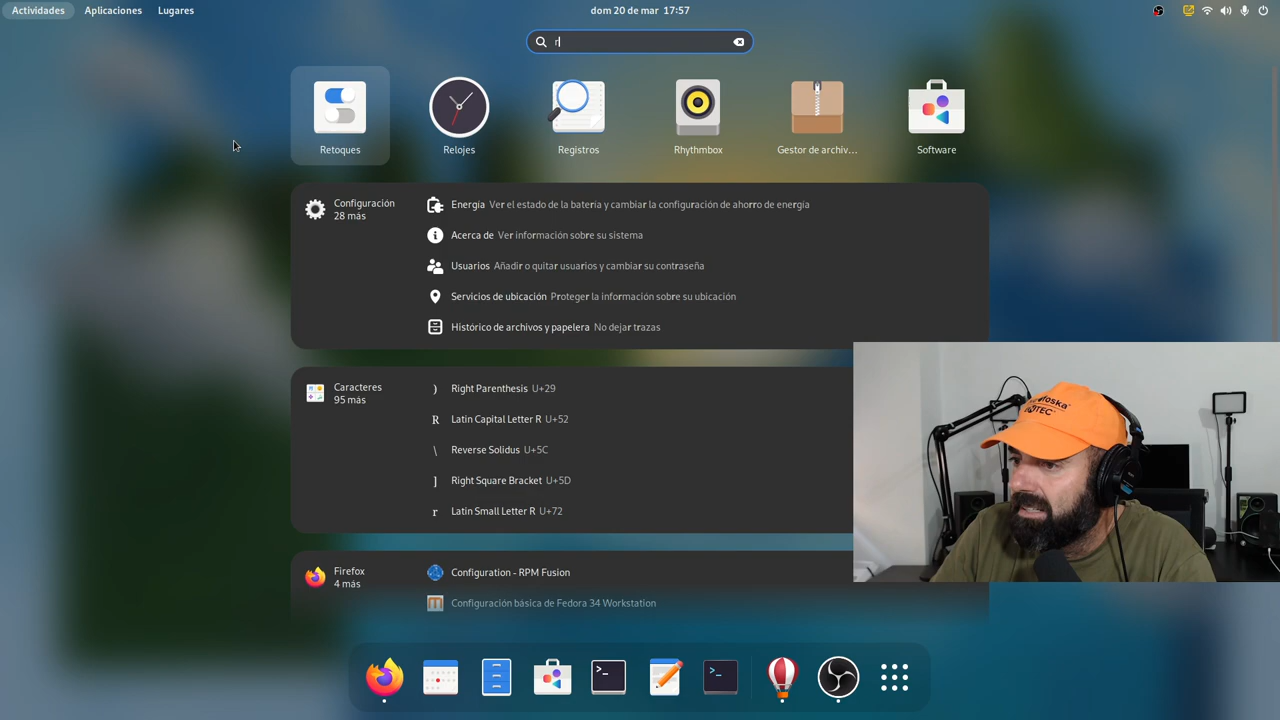 Actividades Aplicaciones Lugares dom 20 de mar 17:57
r
Retoques Relojes Registros Rhythmbox Gestor de archiv... Software
Configuración
28 más
Energía Ver el estado de la batería y cambiar la configuración de ahorro de energía
Acerca de Ver información sobre su sistema
Usuarios Añadir o quitar usuarios y cambiar su contraseña
Servicios de ubicación Proteger la información sobre su ubicación
Histórico de archivos y papelera No dejar trazas
Caracteres
95 más
) Right Parenthesis U+29
R Latin Capital Letter R U+52
\ Reverse Solidus U+5C
] Right Square Bracket U+5D
r Latin Small Letter R U+72
Firefox
4 más
Configuration - RPM Fusion
Configuración básica de Fedora 34 Workstation